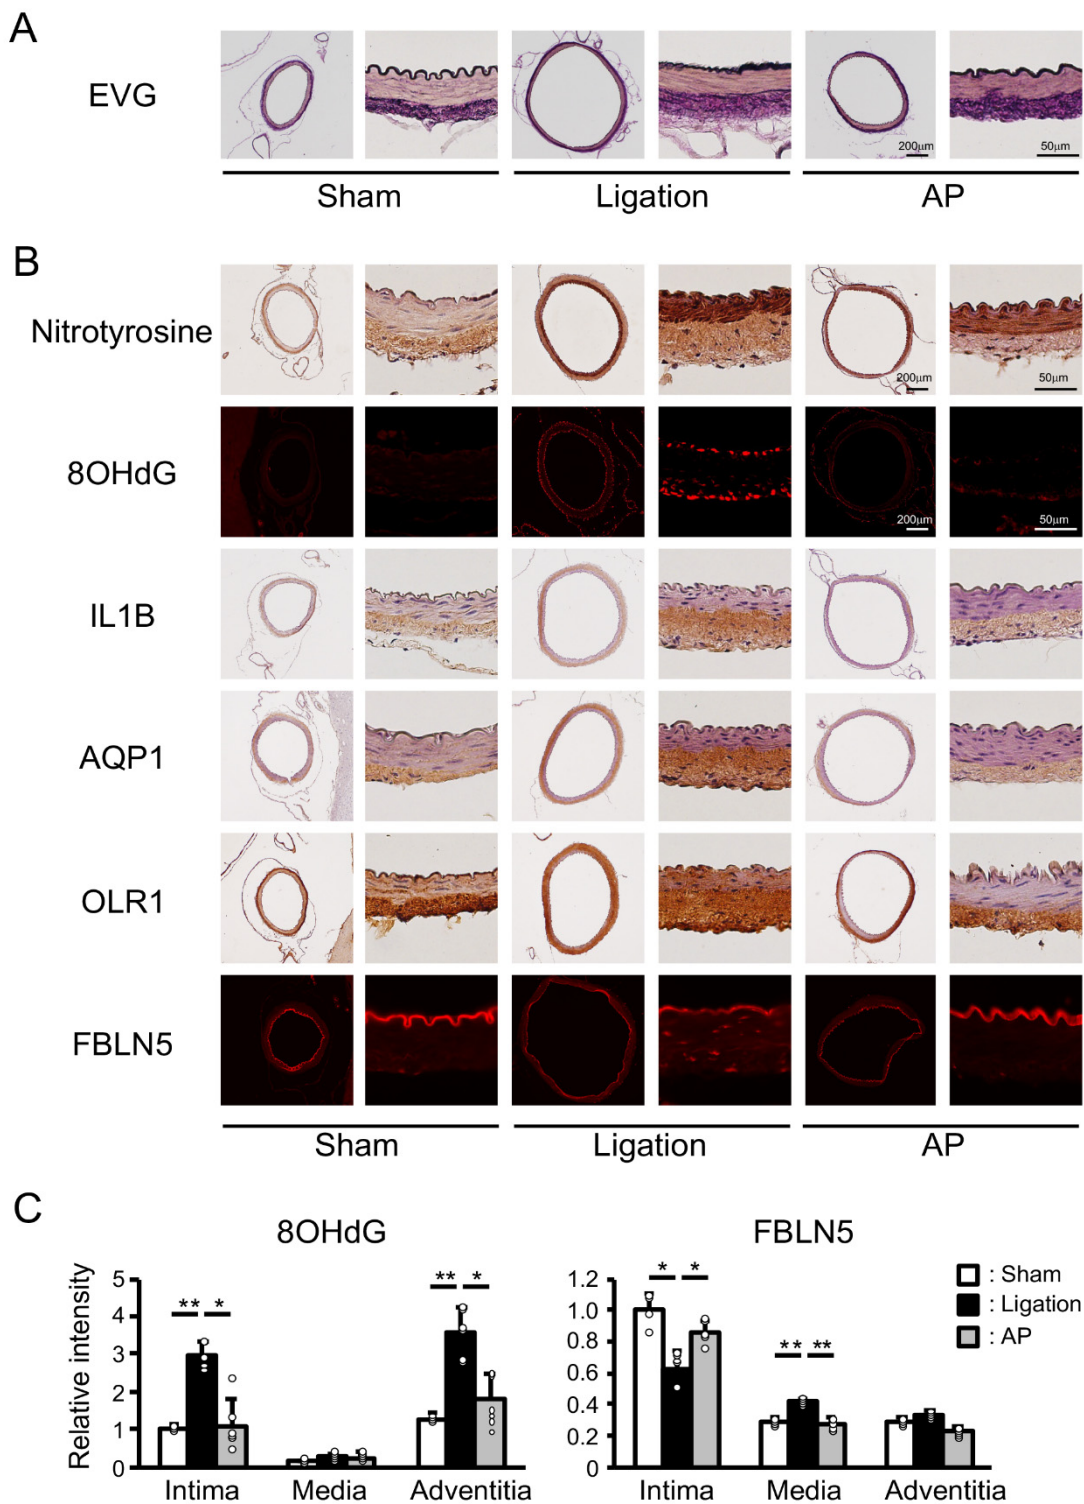 A
EVG
200μm
50μm
Sham Ligation AP
B
Nitrotyrosine
200μm
50μm
8OHdG
200μm
50μm
IL1B
AQP1
OLR1
FBLN5
Sham Ligation AP
C
8OHdG
Relative intensity
5
4
3
2
1
0
** *
** *
Intima Media Adventitia
FBLN5
1.2
1.0
0.8
0.6
0.4
0.2
0
* *
** **
Intima Media Adventitia
: Sham
: Ligation
: AP